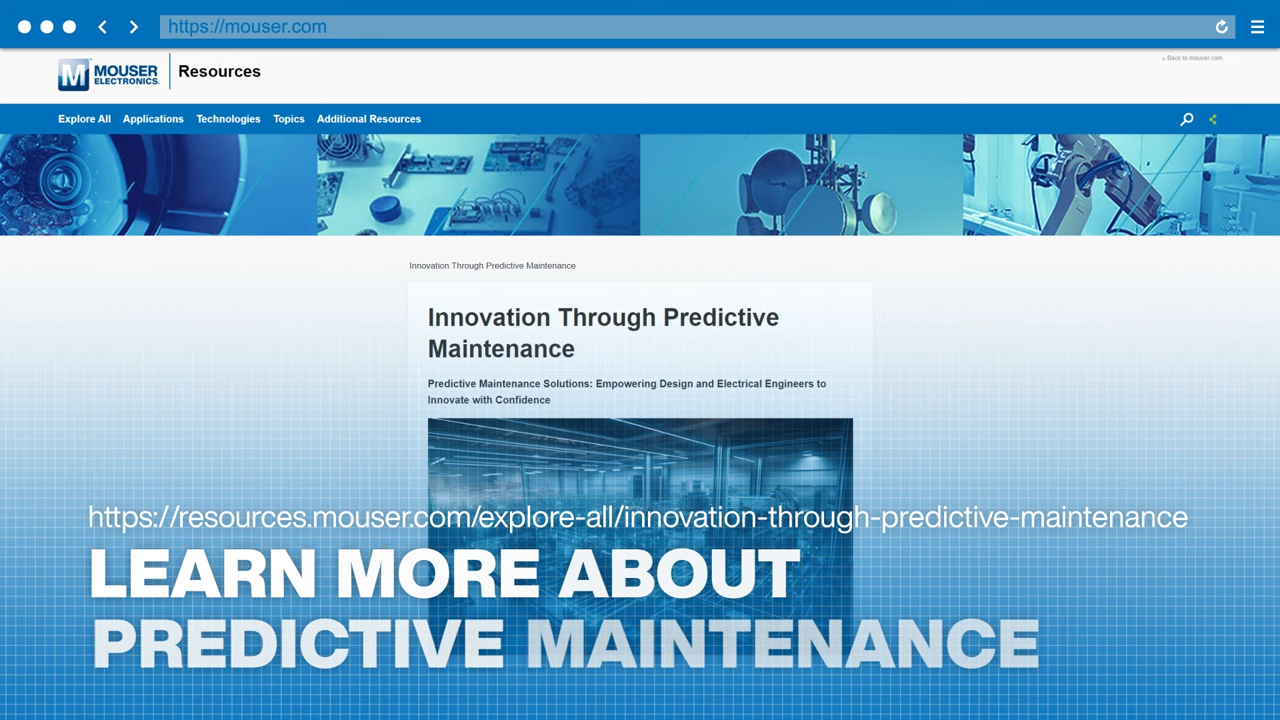 https://mouser.com
M MOUSER ELECTRONICS
Resources
Back to mouser.com
Explore All Applications Technologies Topics Additional Resources
Innovation Through Predictive Maintenance
Innovation Through Predictive
Maintenance
Predictive Maintenance Solutions: Empowering Design and Electrical Engineers to
Innovate with Confidence
https://resources.mouser.com/explore-all/innovation-through-predictive-maintenance
LEARN MORE ABOUT
PREDICTIVE MAINTENANCE